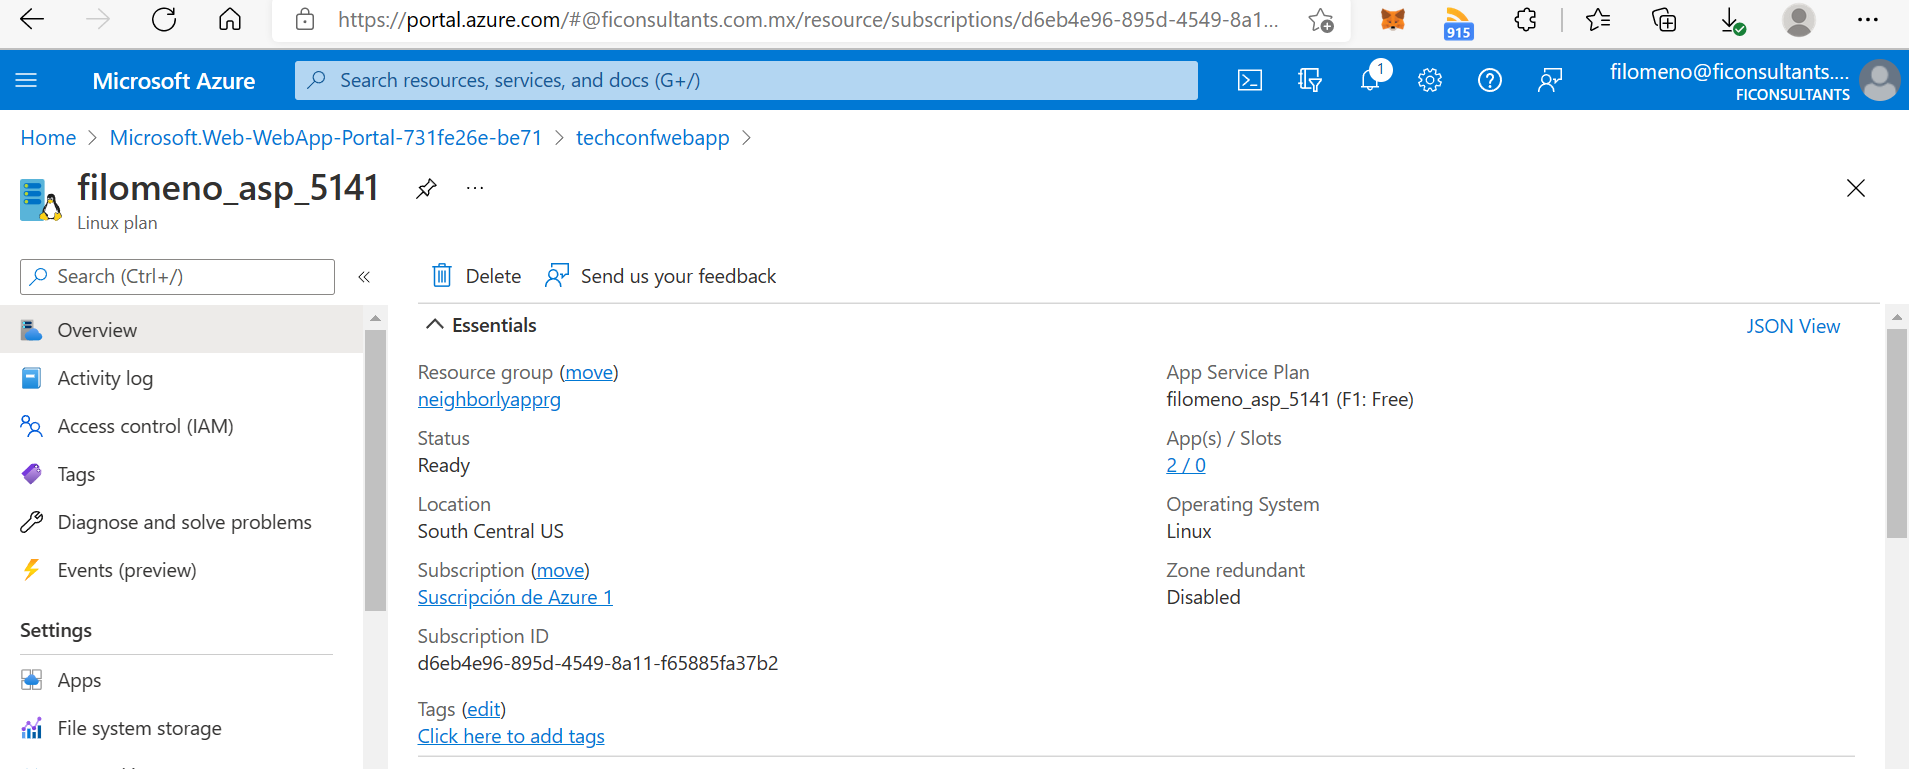 https://portal.azure.com/#@ficonsultants.com.mx/resource/subscriptions/d6eb4e96-895d-4549-8a1...
915
Microsoft Azure
Search resources, services, and docs (G+/)
1
filomeno@ficonsultants....
FICONSULTANTS
Home > Microsoft.Web-WebApp-Portal-731fe26e-be71 > techconfwebapp >
filomeno_asp_5141
...
Linux plan
Search (Ctrl+/)
«
Delete
Send us your feedback
Overview
Activity log
Access control (IAM)
Tags
Diagnose and solve problems
Events (preview)
Settings
Apps
File system storage
Essentials
JSON View
Resource group (move)
neighborlyapprg
Status
Ready
Location
South Central US
Subscription (move)
Suscripción de Azure 1
Subscription ID
d6eb4e96-895d-4549-8a11-f65885fa37b2
Tags (edit)
Click here to add tags
App Service Plan
filomeno_asp_5141 (F1: Free)
App(s) / Slots
2 / 0
Operating System
Linux
Zone redundant
Disabled